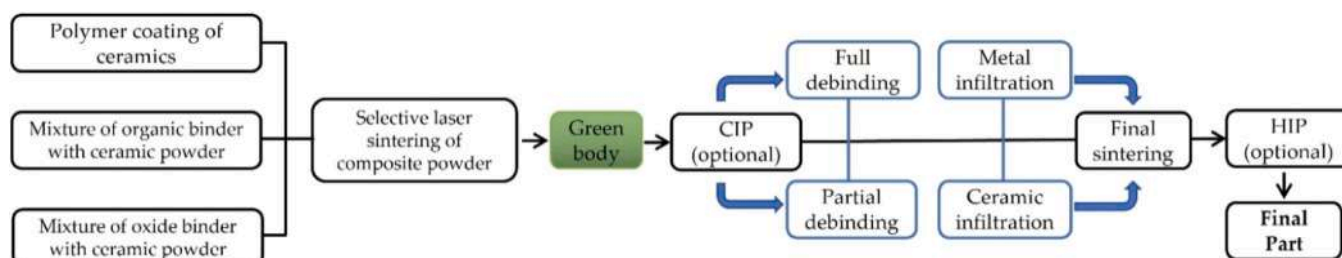 Polymer coating of
ceramics
Mixture of organic binder
with ceramic powder
Mixture of oxide binder
with ceramic powder
Selective laser
sintering of
composite powder
Green
body
CIP
(optional)
Full
debinding
Partial
debinding
Metal
infiltration
Ceramic
infiltration
Final
sintering
HIP
(optional)
Final
Part